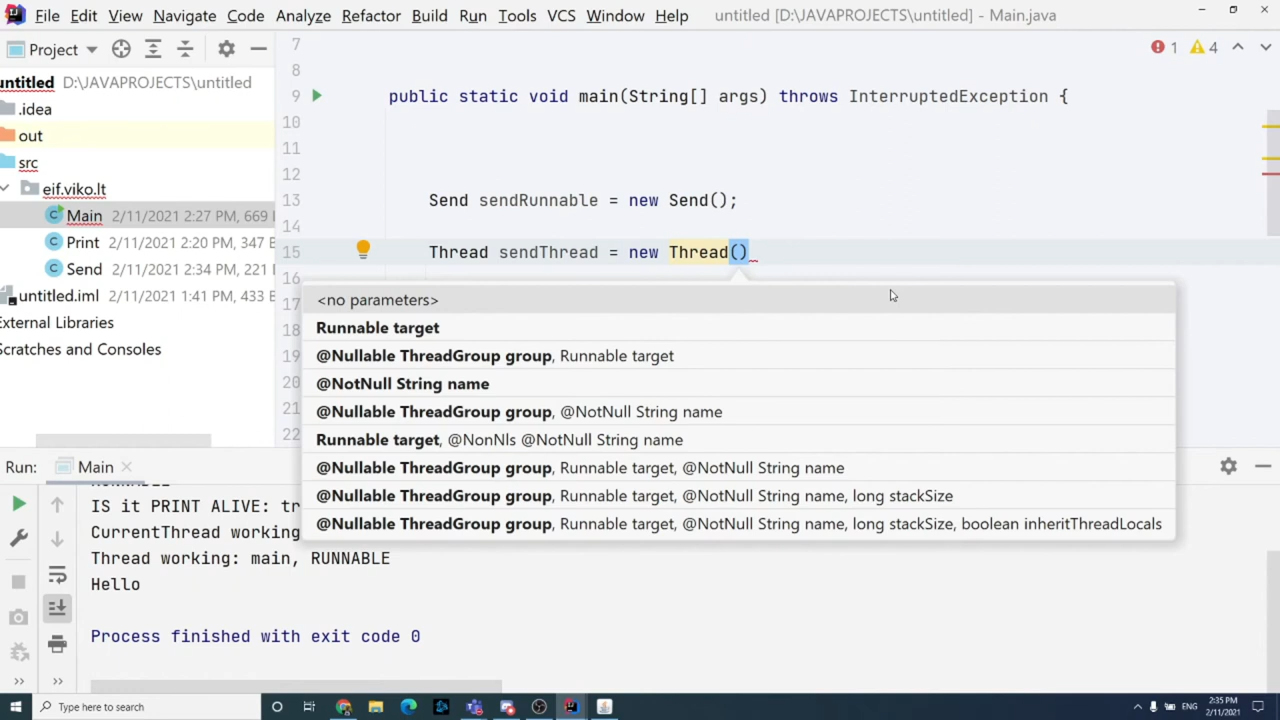 File Edit View Navigate Code Analyze Refactor Build Run Tools VCS Window Help untitled [D:\JAVAPROJECTS\untitled] - Main.java
Project
untitled D:\JAVAPROJECTS\untitled
.idea
out
src
eif.viko.lt
Main 2/11/2021 2:27 PM, 669
Print 2/11/2021 2:20 PM, 347 B
Send 2/11/2021 2:34 PM, 221
untitled.iml 2/11/2021 1:41 PM, 433 B
External Libraries
Scratches and Consoles
1 4
7
8
9 public static void main(String[] args) throws InterruptedException {
10
11
12
13 Send sendRunnable = new Send();
14
15 Thread sendThread = new Thread()
16
17
18
19
20
21
22
<no parameters>
Runnable target
@Nullable ThreadGroup group, Runnable target
@NotNull String name
@Nullable ThreadGroup group, @NotNull String name
Runnable target, @NonNls @NotNull String name
@Nullable ThreadGroup group, Runnable target, @NotNull String name
@Nullable ThreadGroup group, Runnable target, @NotNull String name, long stackSize
@Nullable ThreadGroup group, Runnable target, @NotNull String name, long stackSize, boolean inheritThreadLocals
Run: Main
RUNNABLE
IS it PRINT ALIVE: tr
CurrentThread working
Thread working: main, RUNNABLE
Hello
Process finished with exit code 0
Type here to search
ENG
2:35 PM
2/11/2021